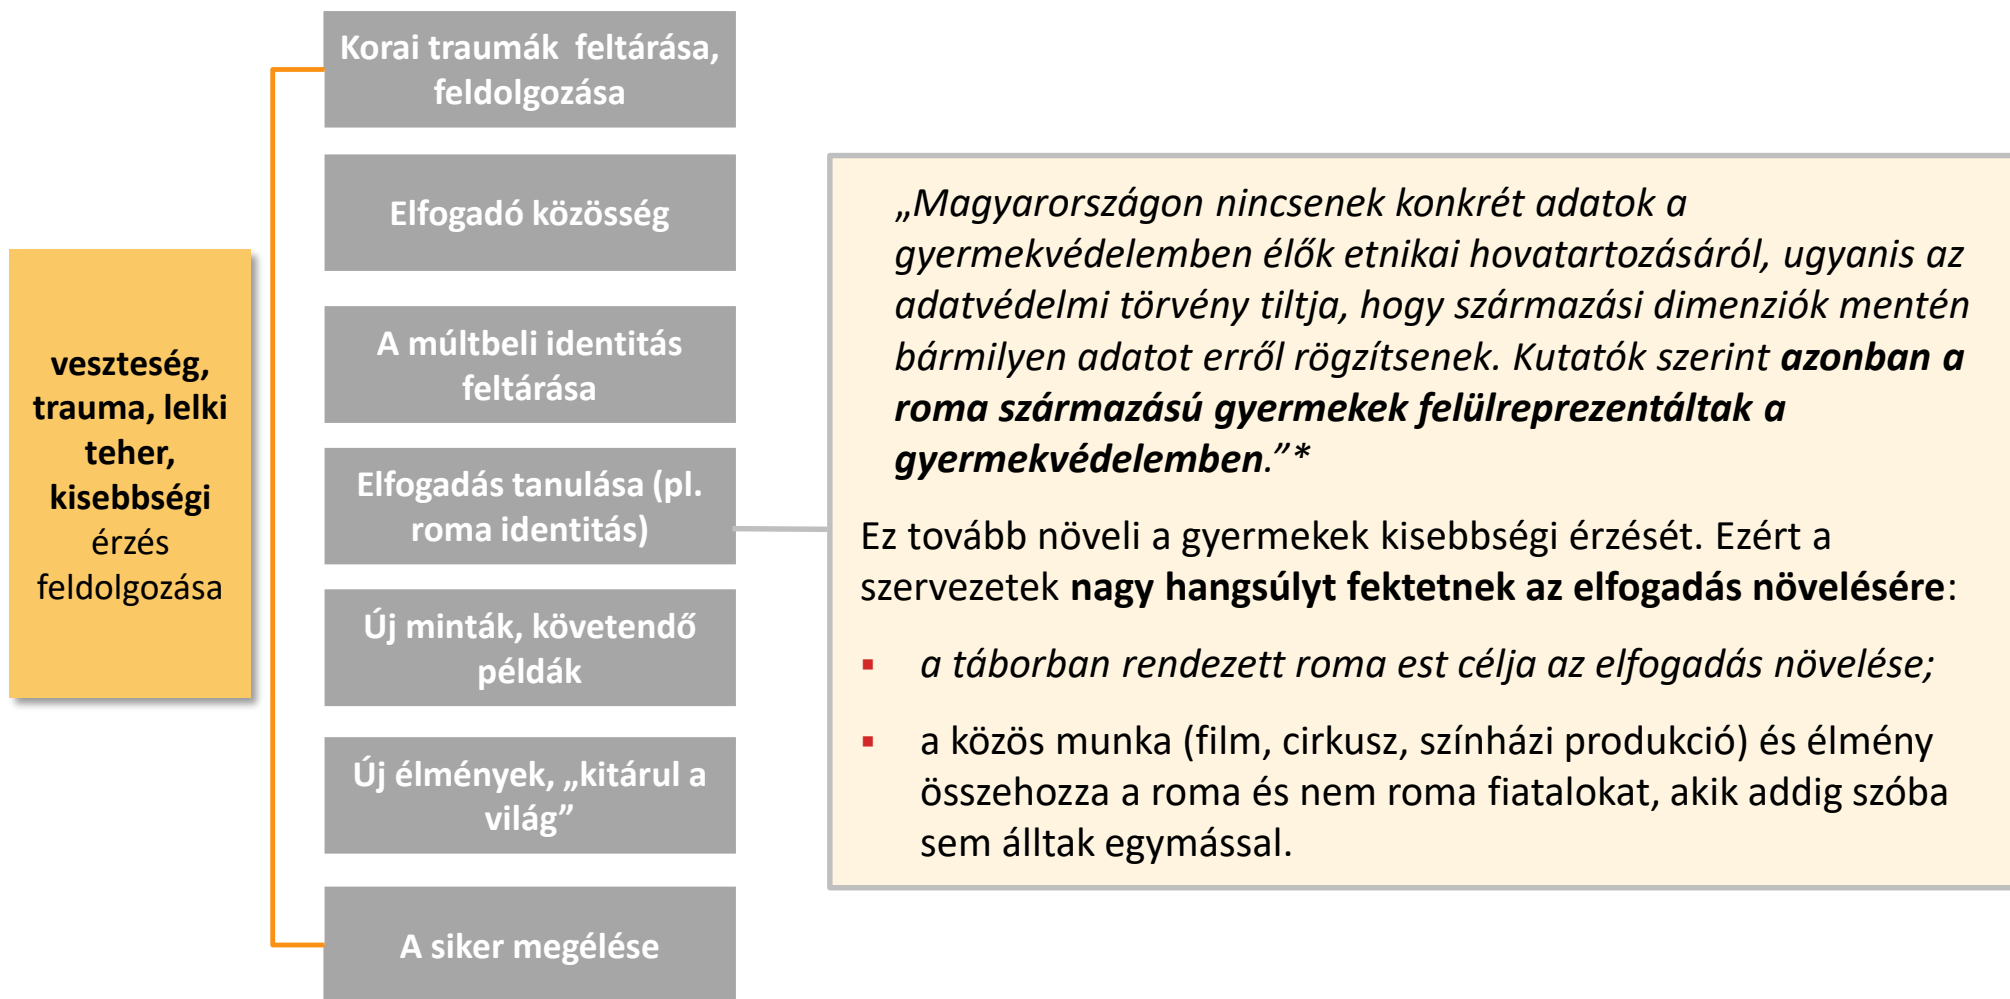 veszteség,
trauma, lelki
teher,
kisebbségi
érzés
feldolgozása
Korai traumák feltárása,
feldolgozása
Elfogadó közösség
A múltbeli identitás
feltárása
Elfogadás tanulása (pl.
roma identitás)
Új minták, követendő
példák
Új élmények, „kitárul a
világ”
A siker megélése
„Magyarországon nincsenek konkrét adatok a
gyermekvédelemben élők etnikai hovatartozásáról, ugyanis az
adatvédelmi törvény tiltja, hogy származási dimenziók mentén
bármilyen adatot erről rögzítsenek. Kutatók szerint azonban a
roma származású gyermekek felülreprezentáltak a
gyermekvédelemben.”*
Ez tovább növeli a gyermekek kisebbségi érzését. Ezért a
szervezetek nagy hangsúlyt fektetnek az elfogadás növelésére:
▪ a táborban rendezett roma est célja az elfogadás növelése;
▪ a közös munka (film, cirkusz, színházi produkció) és élmény
összehozza a roma és nem roma fiatalokat, akik addig szóba
sem álltak egymással.